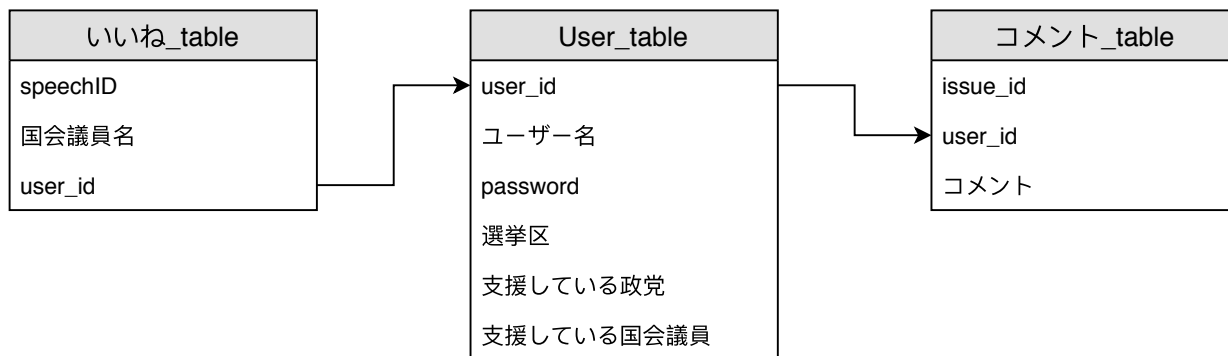 いいね_table
speechID
国会議員名
user_id
User_table
user_id
ユーザー名
password
選挙区
支援している政党
支援している国会議員
コメント_table
issue_id
user_id
コメント